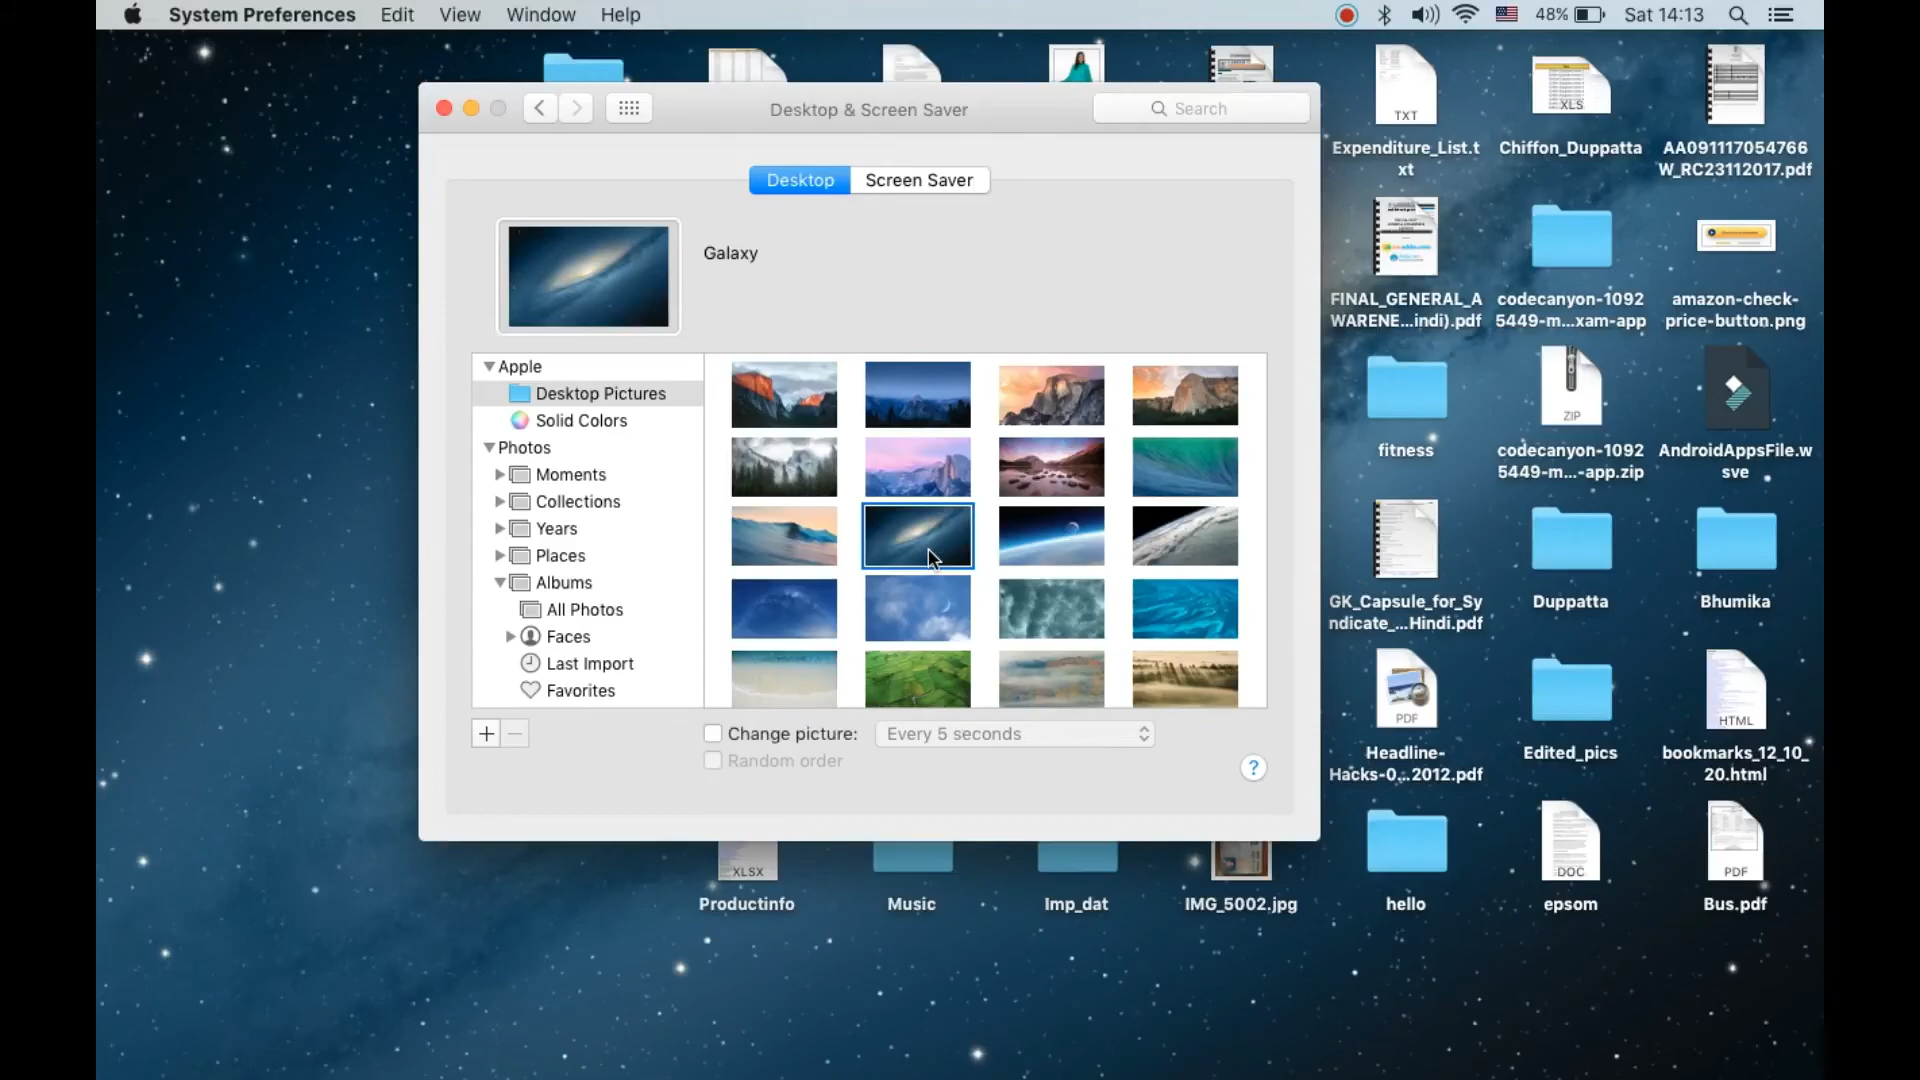 System Preferences Edit View Window Help 48% Sat 14:13
Desktop & Screen Saver
Search
Desktop Screen Saver
Galaxy
Apple
Desktop Pictures
Solid Colors
Photos
Moments
Collections
Years
Places
Albums
All Photos
Faces
Last Import
Favorites
Change picture: Every 5 seconds
Random order
?
TXT
Expenditure_List.t
xt
XLS
Chiffon_Duppatta
AA091117054766
W_RC23112017.pdf
FINAL_GENERAL_A
WARENE...indi).pdf
codecanyon-1092
5449-m...xam-app
amazon-check-
price-button.png
fitness
ZIP
codecanyon-1092
5449-m...-app.zip
AndroidAppsFile.w
sve
GK_Capsule_for_Sy
ndicate_...Hindi.pdf
Duppatta
Bhumika
PDF
Headline-
Hacks-0...2012.pdf
Edited_pics
HTML
bookmarks_12_10_
20.html
XLSX
Productinfo
Music
Imp_dat
IMG_5002.jpg
hello
DOC
epsom
PDF
Bus.pdf